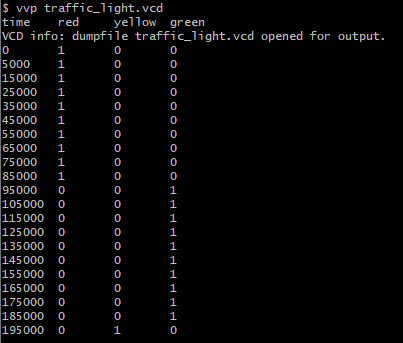 $ vvp traffic_light.vcd
time    red     yellow  green
VCD info: dumpfile traffic_light.vcd opened for output.
0       1       0       0
5000    1       0       0
15000   1       0       0
25000   1       0       0
35000   1       0       0
45000   1       0       0
55000   1       0       0
65000   1       0       0
75000   1       0       0
85000   1       0       0
95000   0       0       1
105000  0       0       1
115000  0       0       1
125000  0       0       1
135000  0       0       1
145000  0       0       1
155000  0       0       1
165000  0       0       1
175000  0       0       1
185000  0       0       1
195000  0       1       0